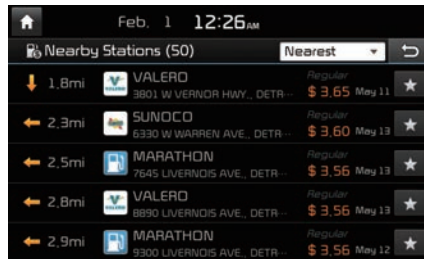 Feb. 1 12:26AM
Nearby Stations (50) Nearest
1.8mi VALERO Regular
3801 W VERNOR HWY., DETR... $ 3.65 May 11
2.3mi SUNOCO Regular
6330 W WARREN AVE., DETR... $ 3.60 May 13
2.5mi MARATHON Regular
7645 LIVERNOIS AVE., DETR... $ 3.56 May 13
2.8mi VALERO Regular
8890 LIVERNOIS AVE., DETR... $ 3.56 May 13
2.9mi MARATHON Regular
9300 LIVERNOIS AVE., DETR... $ 3.56 May 12